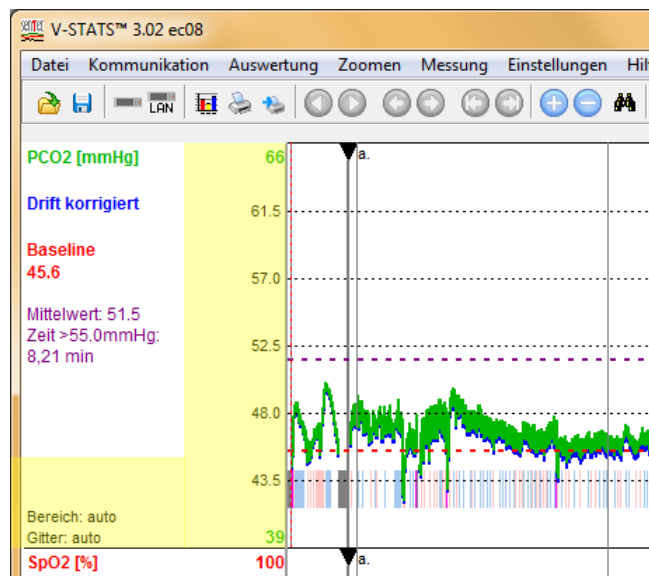 V-STATS™ 3.02 ec08
Datei Kommunikation Auswertung Zoomen Messung Einstellungen
LAN
PCO2 [mmHg]
66
a.
Drift korrigiert
61.5
Baseline
45.6
57.0
Mittelwert: 51.5
Zeit >55.0mmHg:
8,21 min
52.5
48.0
43.5
Bereich: auto
Gitter: auto
39
SpO2 [%]
100
a.